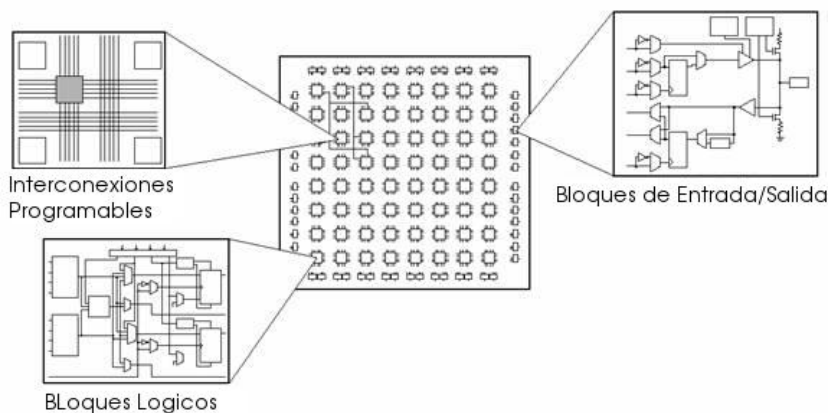 Interconexiones
Programables
Bloques de Entrada/Salida
BLoques Logicos